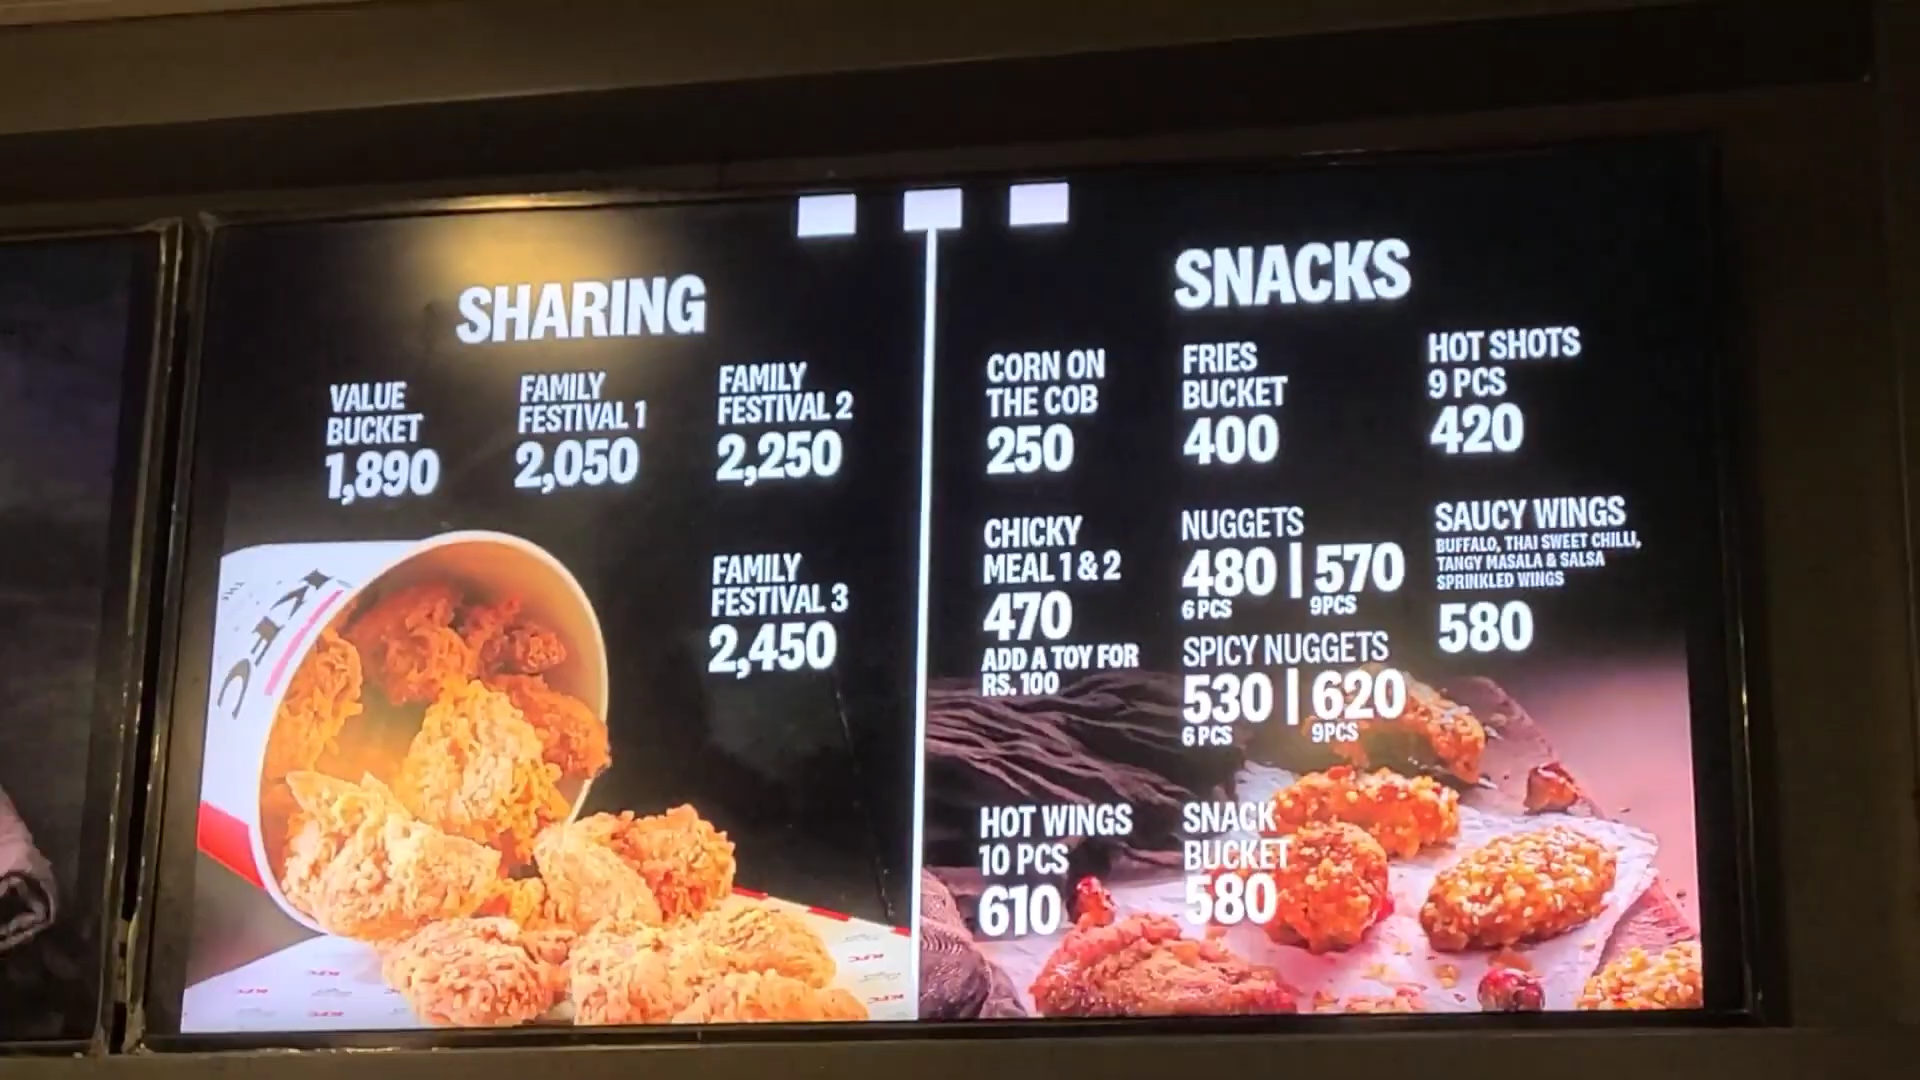 SHARING
VALUE
BUCKET
1,890
FAMILY
FESTIVAL 1
2,050
FAMILY
FESTIVAL 2
2,250
FAMILY
FESTIVAL 3
2,450
KFC
SNACKS
CORN ON
THE COB
250
FRIES
BUCKET
400
HOT SHOTS
9 PCS
420
CHICKY
MEAL 1 & 2
470
ADD A TOY FOR
RS. 100
NUGGETS
480 | 570
6 PCS 9PCS
SPICY NUGGETS
530 | 620
6 PCS 9PCS
SAUCY WINGS
BUFFALO, THAI SWEET CHILLI,
TANGY MASALA & SALSA
SPRINKLED WINGS
580
HOT WINGS
10 PCS
610
SNACK
BUCKET
580